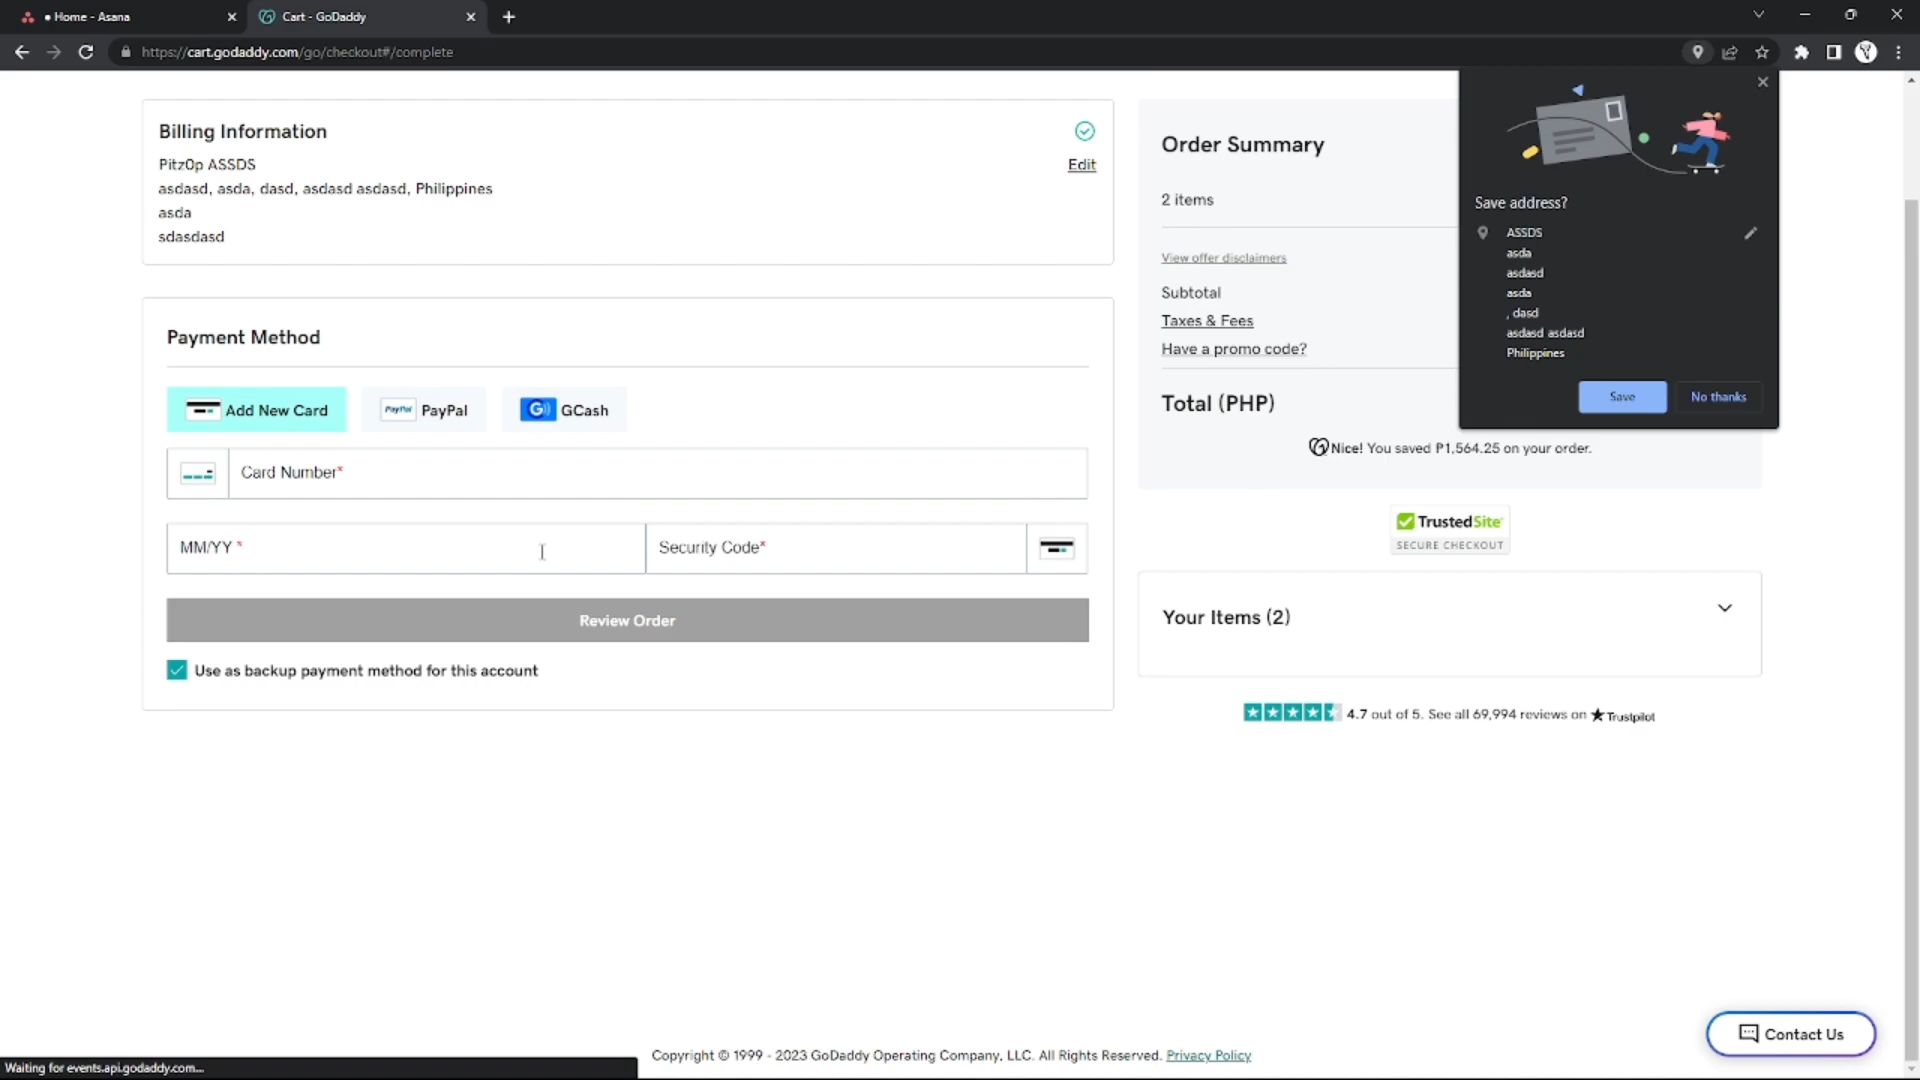 Home - Asana
Cart - GoDaddy
https://cart.godaddy.com/go/checkout#/complete
Billing Information
Edit
PitzOp ASSDS
asdasd, asda, dasd, asdasd asdasd, Philippines
asda
sdasdasd
Payment Method
Add New Card
PayPal PayPal
GCash
Card Number*
MM/YY *
Security Code*
Review Order
Use as backup payment method for this account
Order Summary
2 items
View offer disclaimers
Subtotal
Taxes & Fees
Have a promo code?
Total (PHP)
Nice! You saved ₱1,564.25 on your order.
TrustedSite
SECURE CHECKOUT
Your Items (2)
4.7 out of 5. See all 69,994 reviews on Trustpilot
Save address?
ASSDS
asda
asdasd
asda
, dasd
asdasd asdasd
Philippines
Save
No thanks
Contact Us
Copyright © 1999 - 2023 GoDaddy Operating Company, LLC. All Rights Reserved. Privacy Policy
Waiting for events.api.godaddy.com...